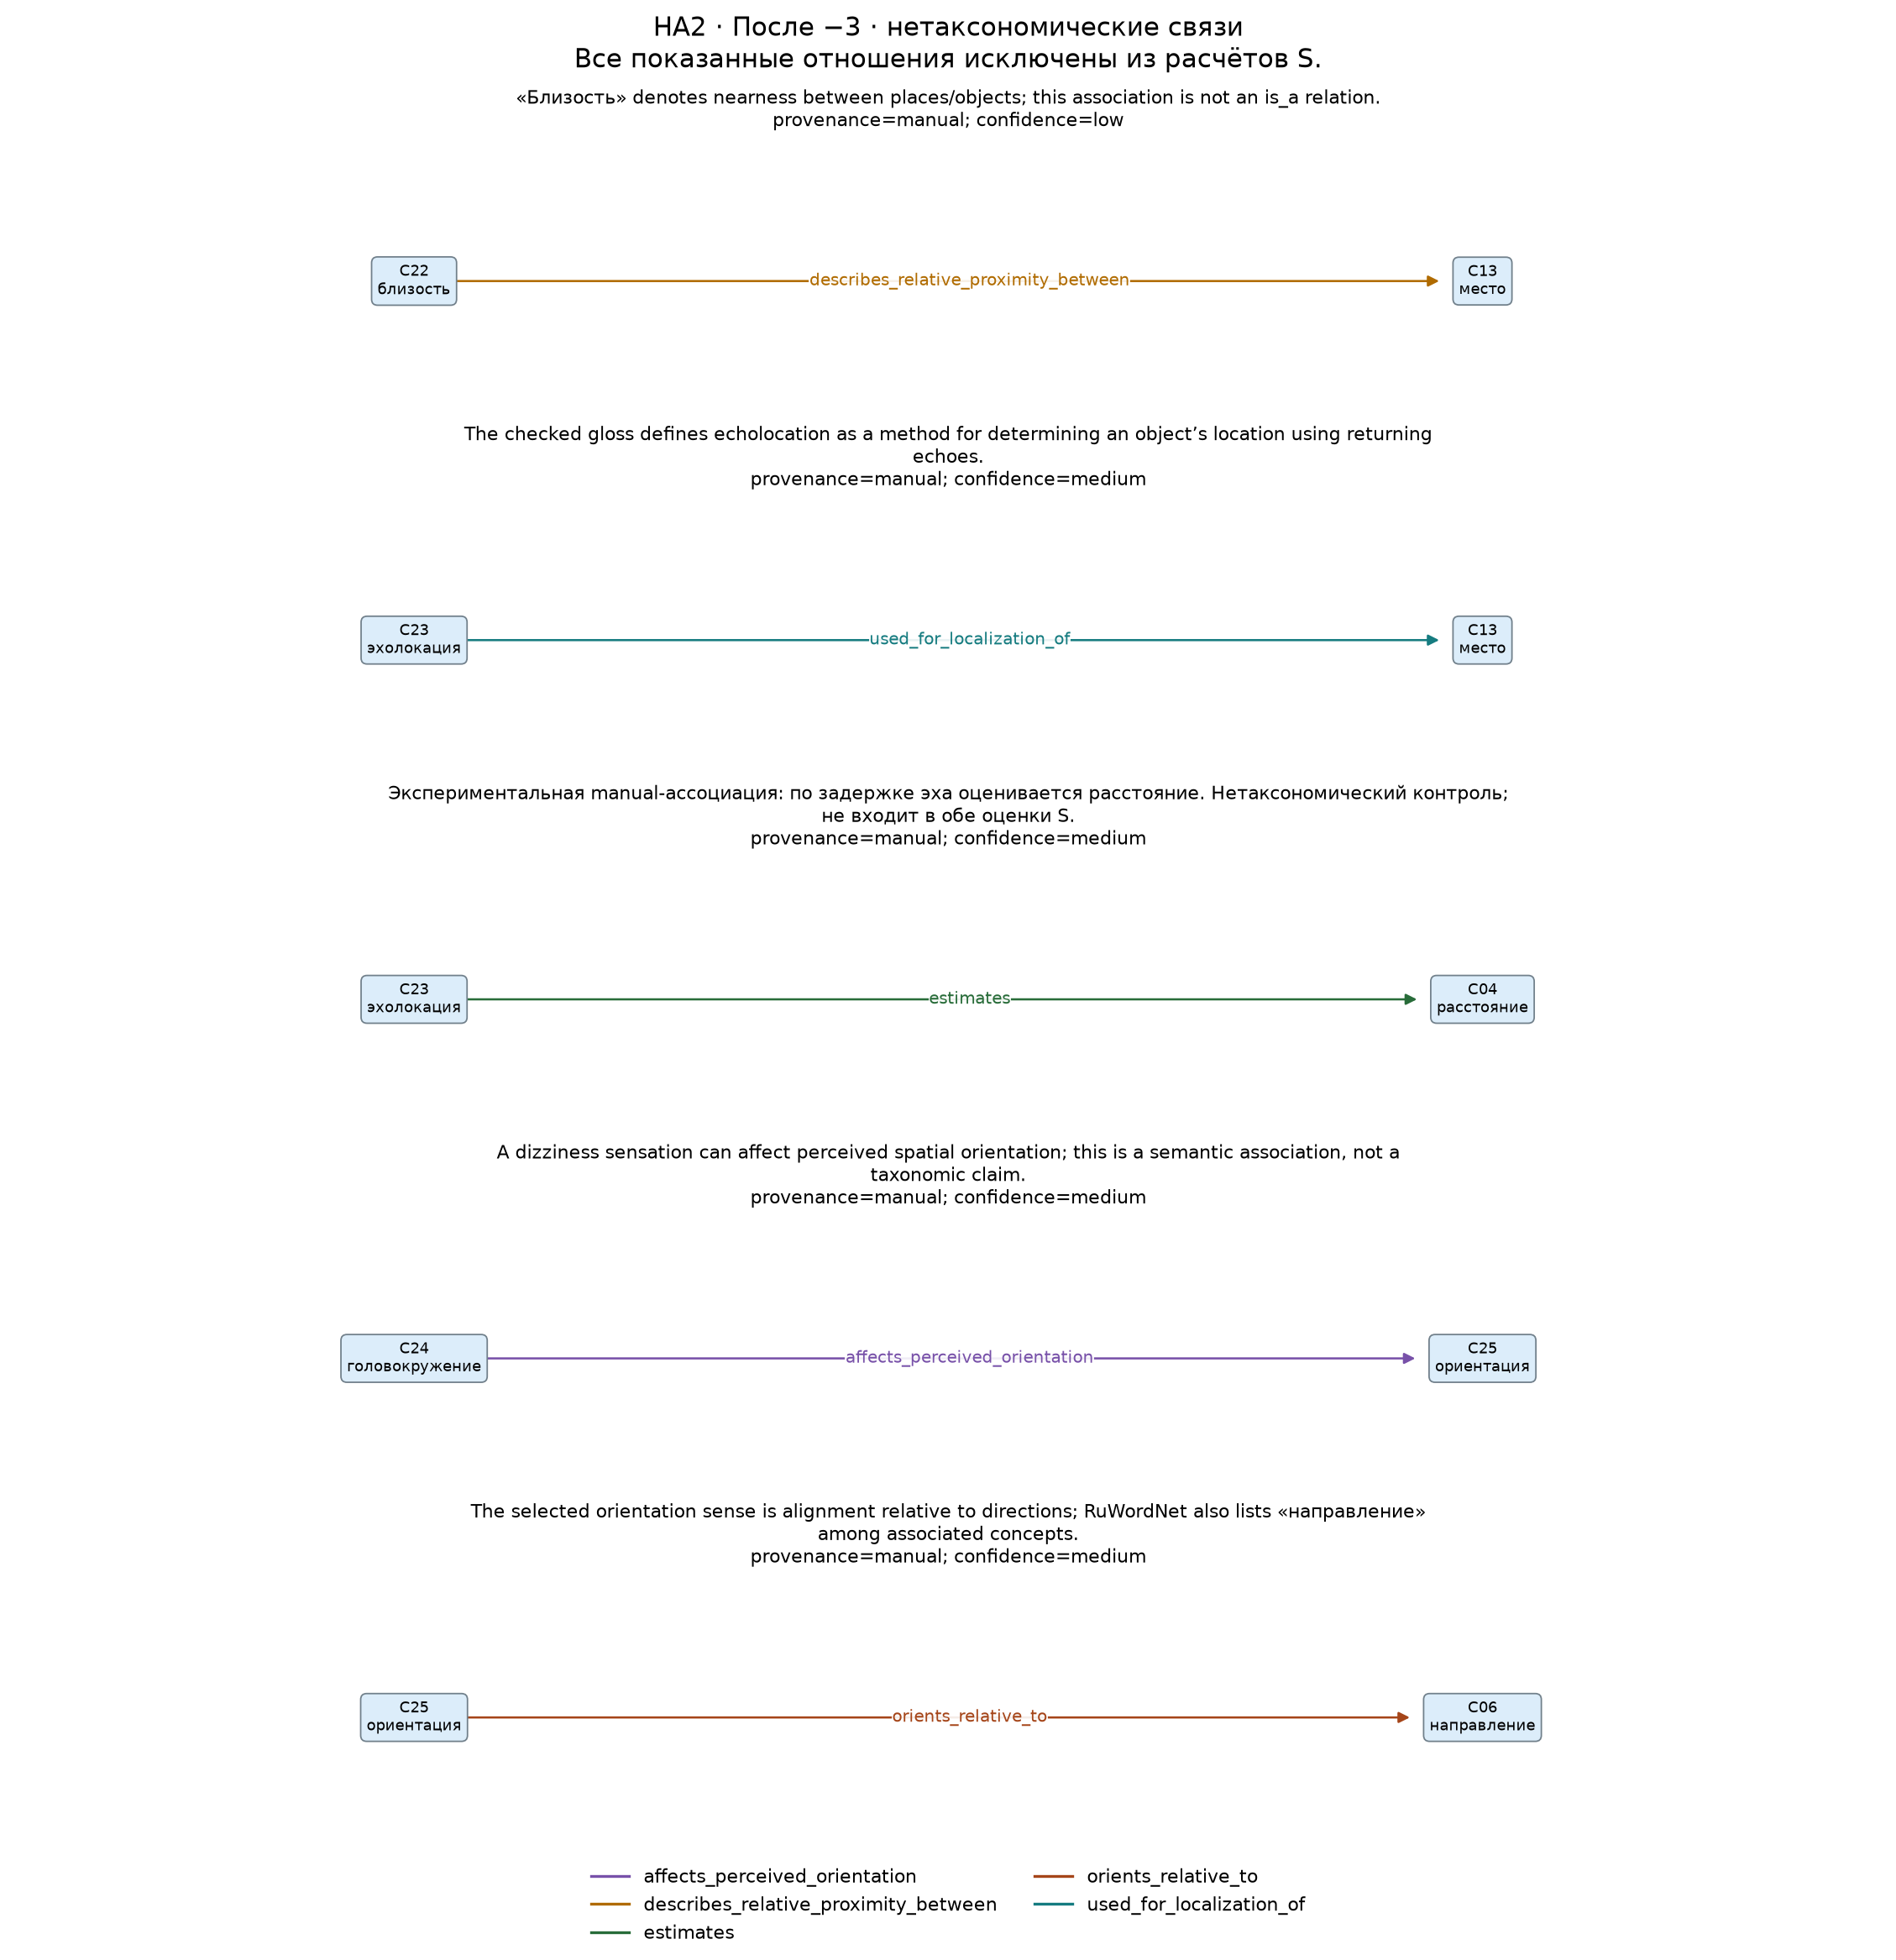 HA2 · После −3 · нетаксономические связи
Все показанные отношения исключены из расчётов S.
«Близость» denotes nearness between places/objects; this association is not an is_a relation.
provenance=manual; confidence=low
C22
близость
describes_relative_proximity_between
C13
место
The checked gloss defines echolocation as a method for determining an object’s location using returning
echoes.
provenance=manual; confidence=medium
C23
эхолокация
used_for_localization_of
C13
место
Экспериментальная manual-ассоциация: по задержке эха оценивается расстояние. Нетаксономический контроль;
не входит в обе оценки S.
provenance=manual; confidence=medium
C23
эхолокация
estimates
C04
расстояние
A dizziness sensation can affect perceived spatial orientation; this is a semantic association, not a
taxonomic claim.
provenance=manual; confidence=medium
C24
головокружение
affects_perceived_orientation
C25
ориентация
The selected orientation sense is alignment relative to directions; RuWordNet also lists «направление»
among associated concepts.
provenance=manual; confidence=medium
C25
ориентация
orients_relative_to
C06
направление
affects_perceived_orientation
describes_relative_proximity_between
estimates
orients_relative_to
used_for_localization_of